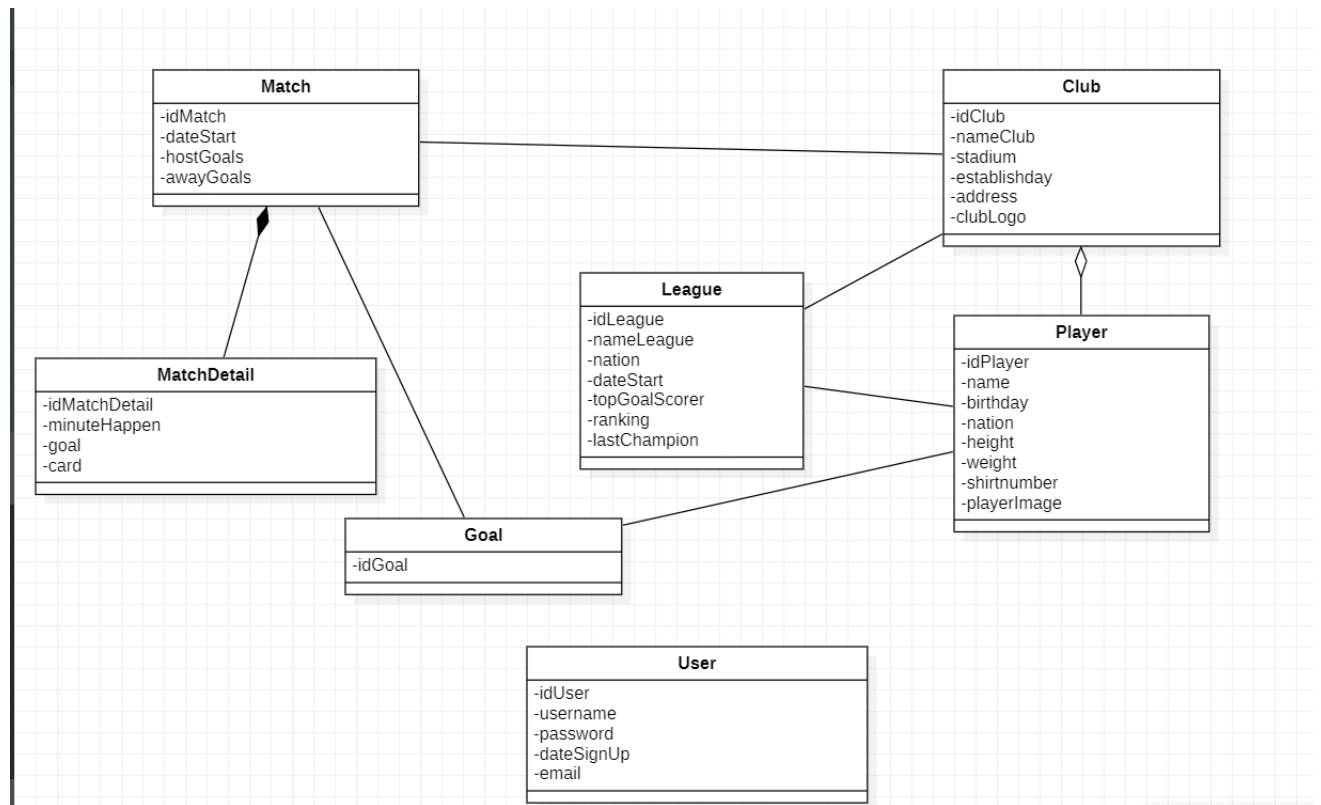 Match
-idMatch
-dateStart
-hostGoals
-awayGoals
Club
-idClub
-nameClub
-stadium
-establishday
-address
-clubLogo
League
-idLeague
-nameLeague
-nation
-dateStart
-topGoalScorer
-ranking
-lastChampion
Player
-idPlayer
-name
-birthday
-nation
-height
-weight
-shirtnumber
-playerImage
MatchDetail
-idMatchDetail
-minuteHappen
-goal
-card
Goal
-idGoal
User
-idUser
-username
-password
-dateSignUp
-email